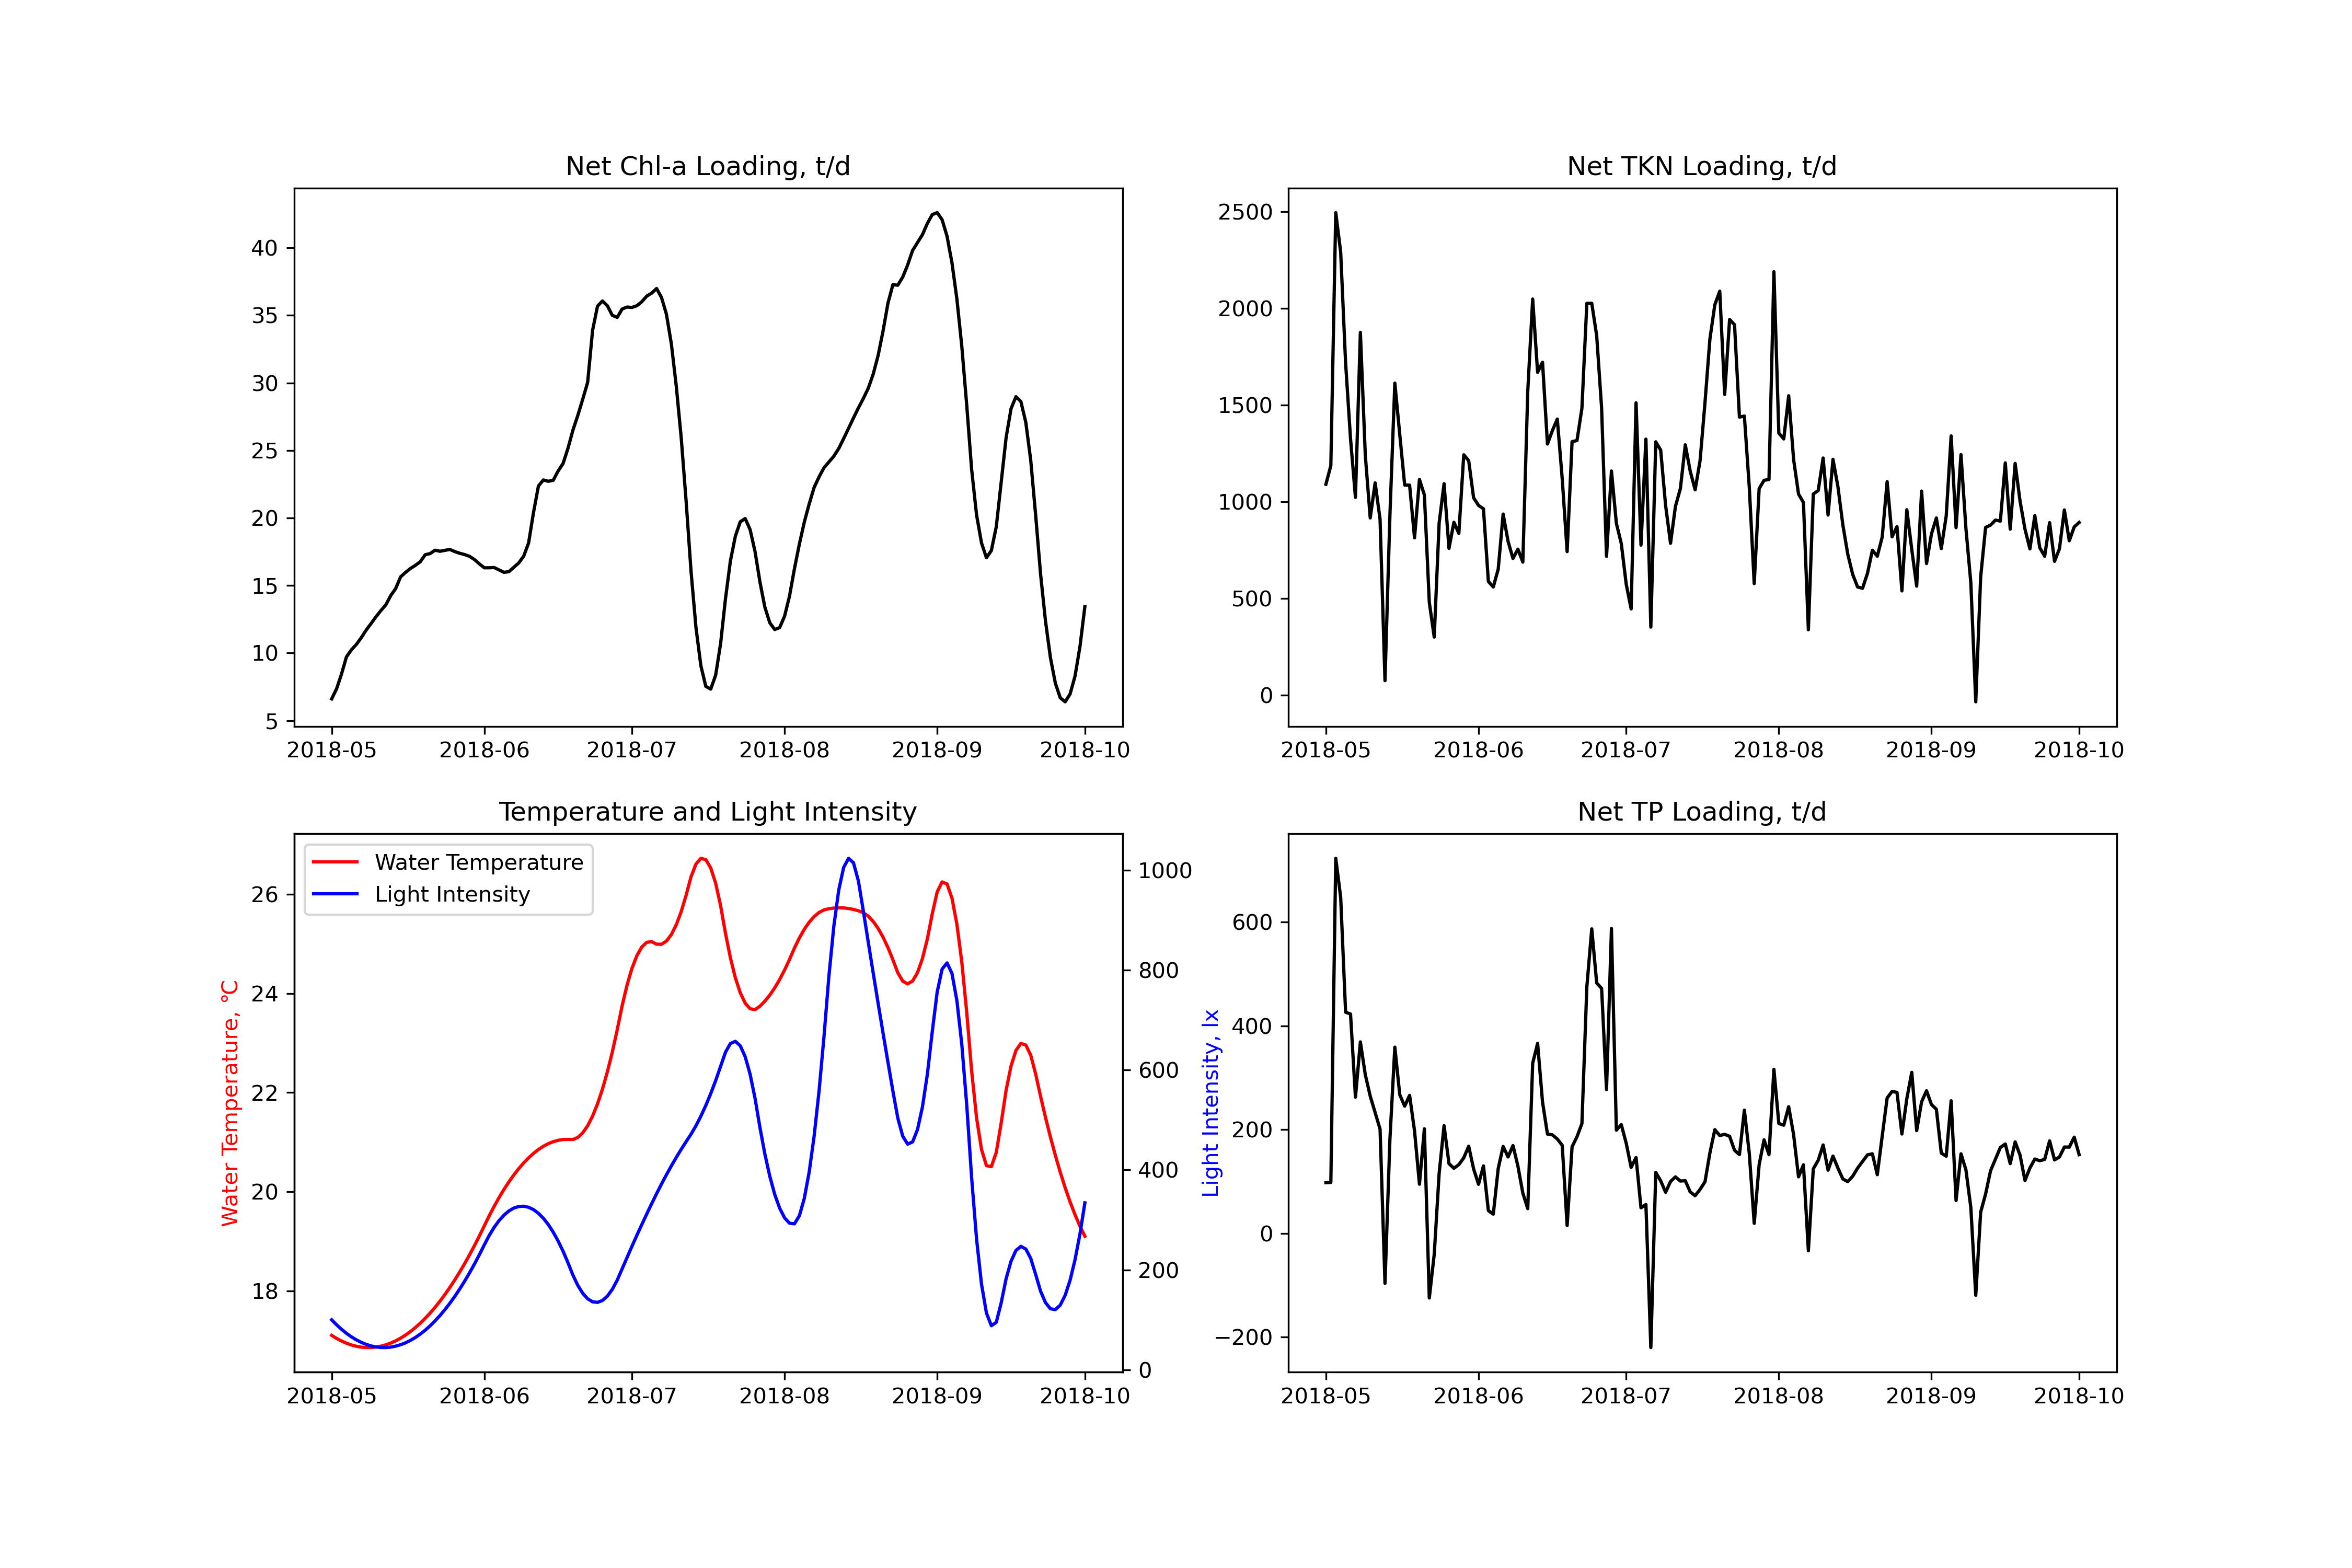 Net Chl-a Loading, t/d
40
35
30
25
20
15
10
5
2018-05 2018-06 2018-07 2018-08 2018-09 2018-10
Net TKN Loading, t/d
2500
2000
1500
1000
500
0
2018-05 2018-06 2018-07 2018-08 2018-09 2018-10
Temperature and Light Intensity
Water Temperature
Light Intensity
Water Temperature, °C
26
24
22
20
18
1000
800
600
400
200
0
Light Intensity, lx
2018-05 2018-06 2018-07 2018-08 2018-09 2018-10
Net TP Loading, t/d
600
400
200
0
−200
2018-05 2018-06 2018-07 2018-08 2018-09 2018-10